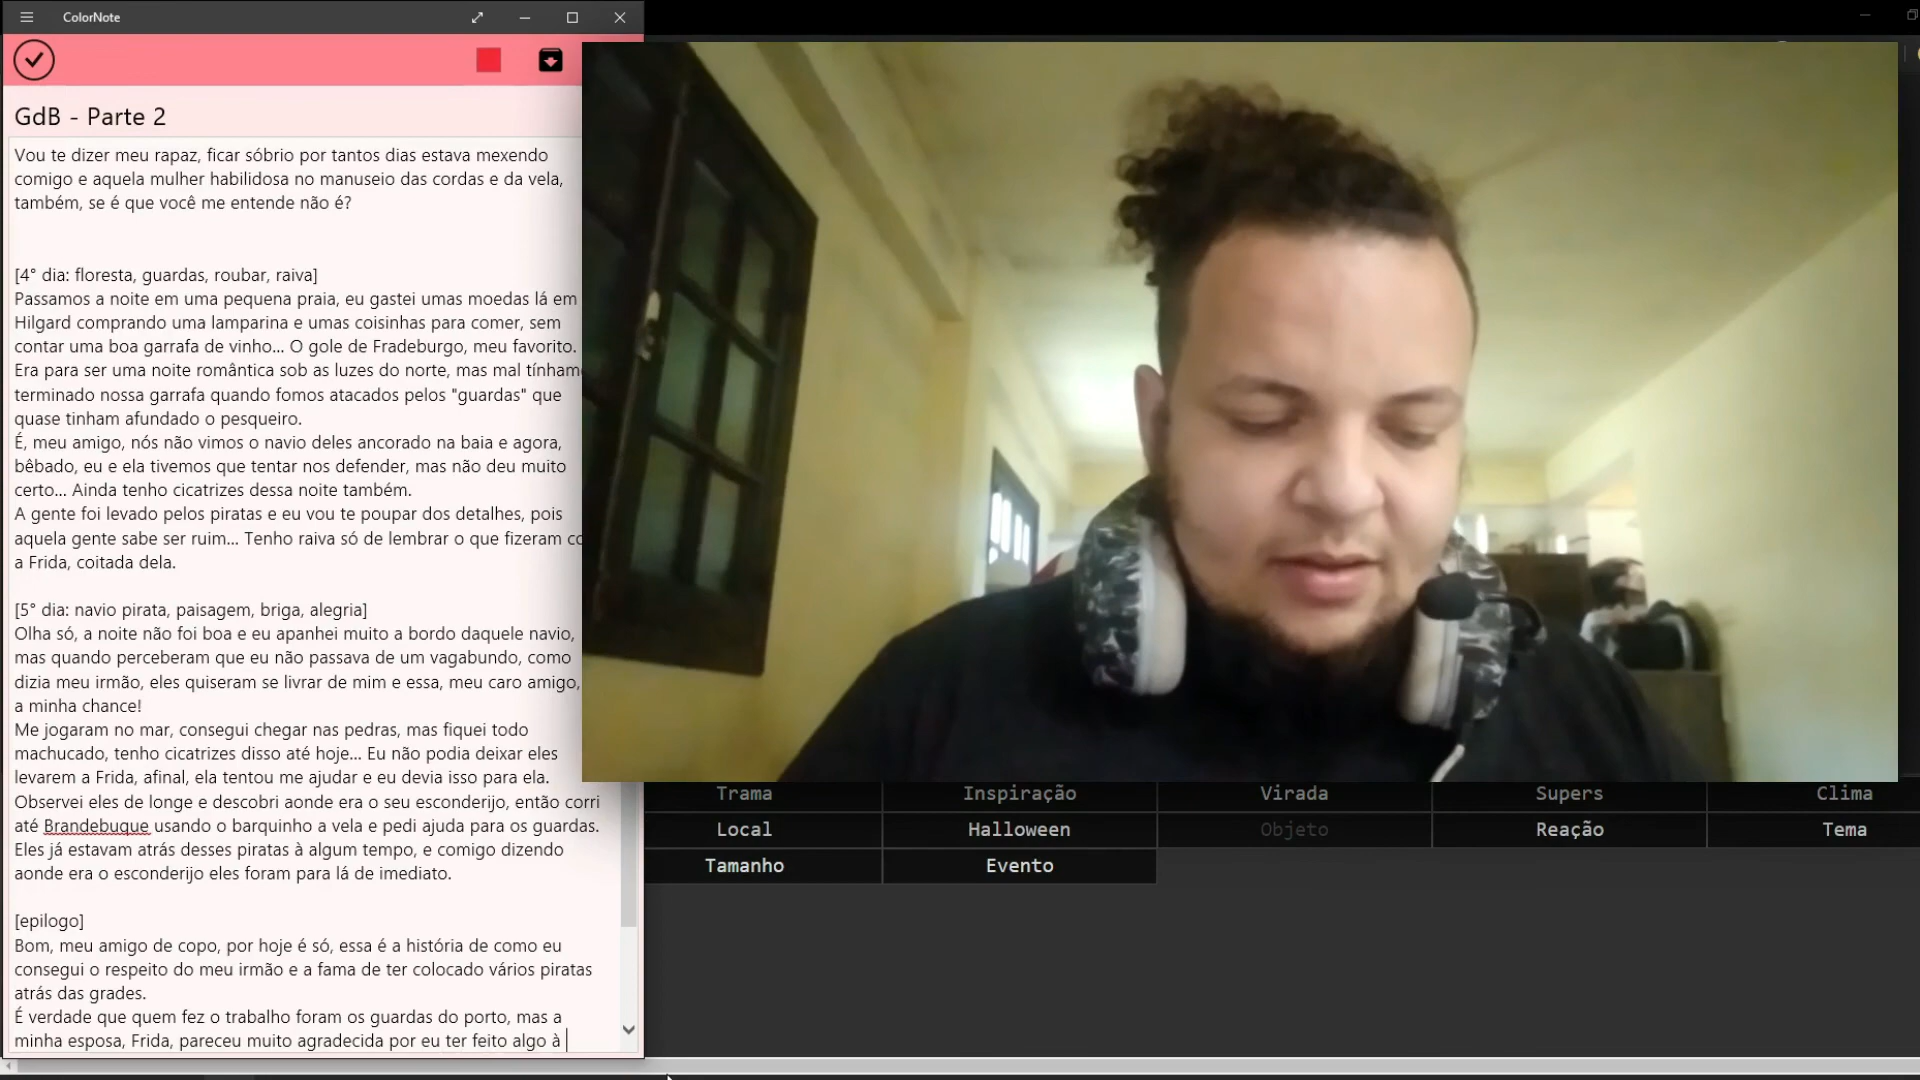 ColorNote
GdB - Parte 2
Vou te dizer meu rapaz, ficar sóbrio por tantos dias estava mexendo
comigo e aquela mulher habilidosa no manuseio das cordas e da vela,
também, se é que você me entende não é?
[4° dia: floresta, guardas, roubar, raiva]
Passamos a noite em uma pequena praia, eu gastei umas moedas lá em
Hilgard comprando uma lamparina e umas coisinhas para comer, sem
contar uma boa garrafa de vinho... O gole de Fradeburgo, meu favorito.
Era para ser uma noite romântica sob as luzes do norte, mas mal tínham
terminado nossa garrafa quando fomos atacados pelos "guardas" que
quase tinham afundado o pesqueiro.
É, meu amigo, nós não vimos o navio deles ancorado na baia e agora,
bêbado, eu e ela tivemos que tentar nos defender, mas não deu muito
certo... Ainda tenho cicatrizes dessa noite também.
A gente foi levado pelos piratas e eu vou te poupar dos detalhes, pois
aquela gente sabe ser ruim... Tenho raiva só de lembrar o que fizeram co
a Frida, coitada dela.
[5° dia: navio pirata, paisagem, briga, alegria]
Olha só, a noite não foi boa e eu apanhei muito a bordo daquele navio,
mas quando perceberam que eu não passava de um vagabundo, como
dizia meu irmão, eles quiseram se livrar de mim e essa, meu caro amigo,
a minha chance!
Me jogaram no mar, consegui chegar nas pedras, mas fiquei todo
machucado, tenho cicatrizes disso até hoje... Eu não podia deixar eles
levarem a Frida, afinal, ela tentou me ajudar e eu devia isso para ela.
Observei eles de longe e descobri aonde era o seu esconderijo, então corri
até Brandebugue usando o barquinho a vela e pedi ajuda para os guardas.
Eles já estavam atrás desses piratas à algum tempo, e comigo dizendo
aonde era o esconderijo eles foram para lá de imediato.
[epilogo]
Bom, meu amigo de copo, por hoje é só, essa é a história de como eu
consegui o respeito do meu irmão e a fama de ter colocado vários piratas
atrás das grades.
É verdade que quem fez o trabalho foram os guardas do porto, mas a
minha esposa, Frida, pareceu muito agradecida por eu ter feito algo à
Trama Inspiração Virada Supers Clima
Local Halloween Objeto Reação Tema
Tamanho Evento